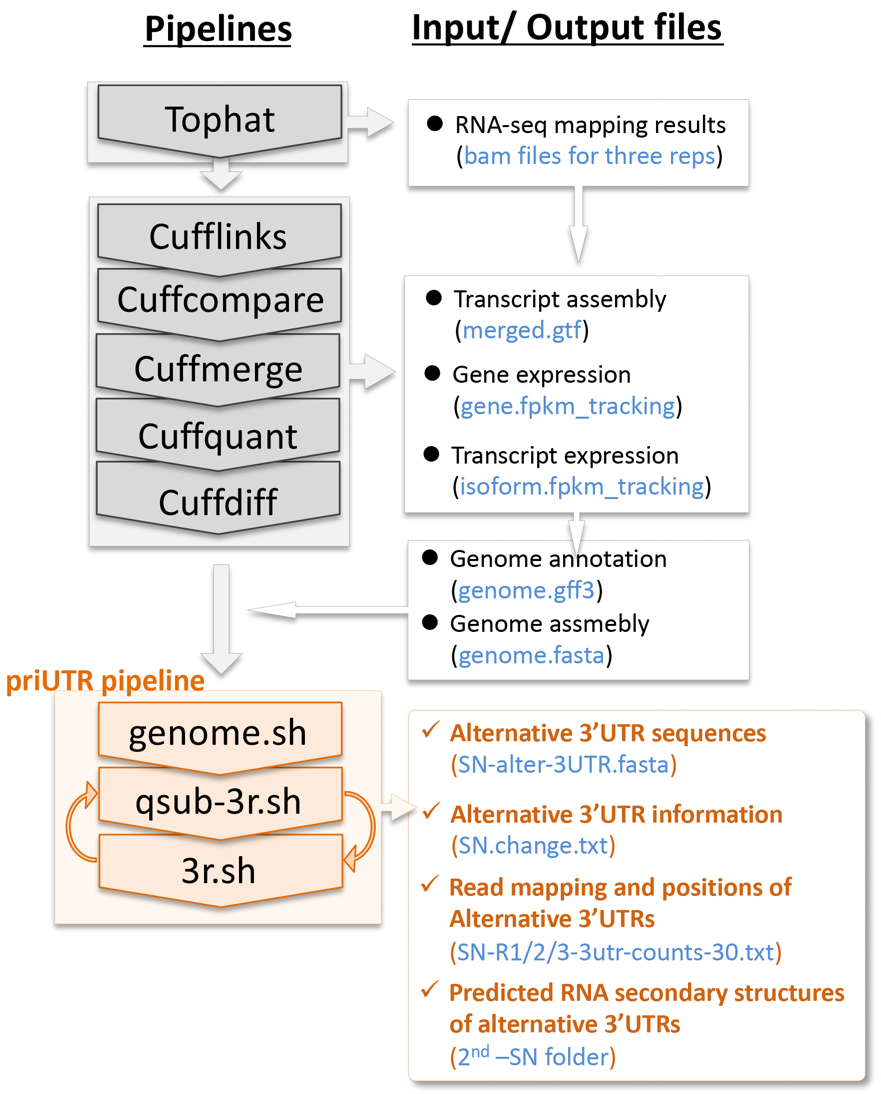 Pipelines
Input/ Output files
Tophat
RNA-seq mapping results
(bam files for three reps)
Cufflinks
Cuffcompare
Cuffmerge
Cuffquant
Cuffdiff
Transcript assembly
(merged.gtf)
Gene expression
(gene.fpkm_tracking)
Transcript expression
(isoform.fpkm_tracking)
Genome annotation
(genome.gff3)
Genome assmebly
(genome.fasta)
priUTR pipeline
genome.sh
qsub-3r.sh
3r.sh
✓ Alternative 3’UTR sequences
(SN-alter-3UTR.fasta)
✓ Alternative 3’UTR information
(SN.change.txt)
✓ Read mapping and positions of
Alternative 3’UTRs
(SN-R1/2/3-3utr-counts-30.txt)
✓ Predicted RNA secondary structures
of alternative 3’UTRs
(2nd –SN folder)